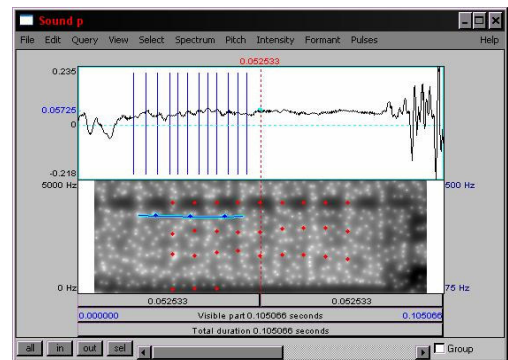 Sound p
File Edit Query View Select Spectrum Pitch Intensity Formant Pulses Help
0.052533
0.235
0.05725
0
-0.218
5000 Hz 500 Hz
0 Hz 75 Hz
0.052533 0.052533
0.000000 Visible part 0.105066 seconds 0.105066
Total duration 0.105066 seconds
all in out sel Group